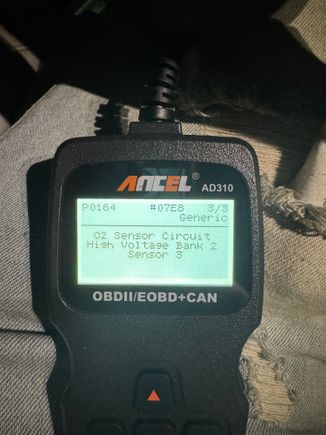 ANCEL®
AD310
P0164 #07E8 3/3
Generic
O2 Sensor Circuit
High Voltage Bank 2
Sensor 3
OBDII/EOBD+CAN